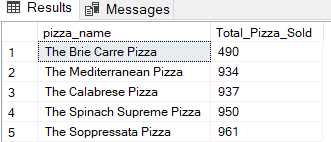 Results Messages
pizza_name Total_Pizza_Sold
1 The Brie Carre Pizza 490
2 The Mediterranean Pizza 934
3 The Calabrese Pizza 937
4 The Spinach Supreme Pizza 950
5 The Soppressata Pizza 961